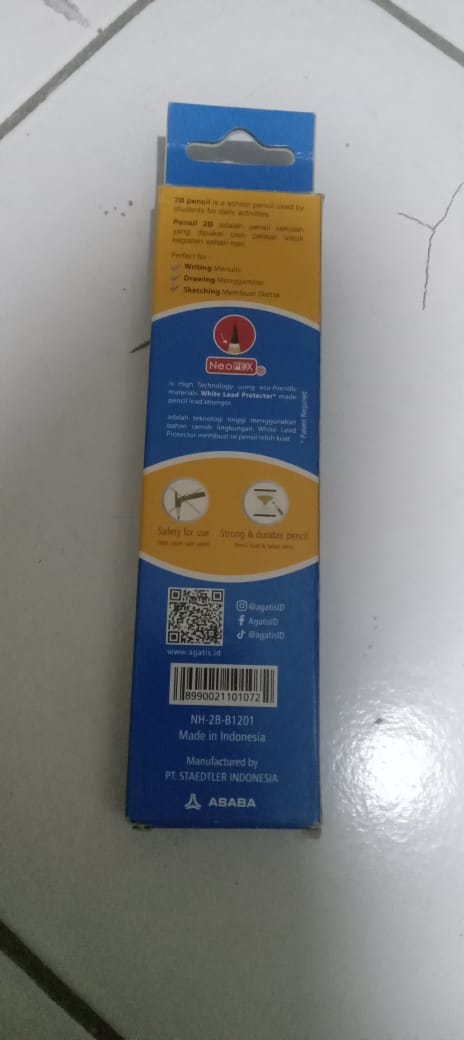 2B pencil is a school pencil used by
students for daily activities
Pensil 2B adalah pensil sekolah
yang dipakai oleh pelajar untuk
kegiatan sehari-hari
Perfect for :
Writing Menulis
Drawing Menggambar
Sketching Membuat Sketsa
NeoPEX ®
is High Technology using eco-friendly
materials. White Lead Protector* made
pencil lead stronger.
adalah teknologi tinggi menggunakan
bahan ramah lingkungan. White Lead
Protector membuat isi pensil lebih kuat
* Patent Required
Safety for use
Strong & durable pencil
@agatisID
AgatisID
@agatisID
www.agatis.id
8990021101072
NH-2B-B1201
Made in Indonesia
Manufactured by
PT. STAEDTLER INDONESIA
ASABA